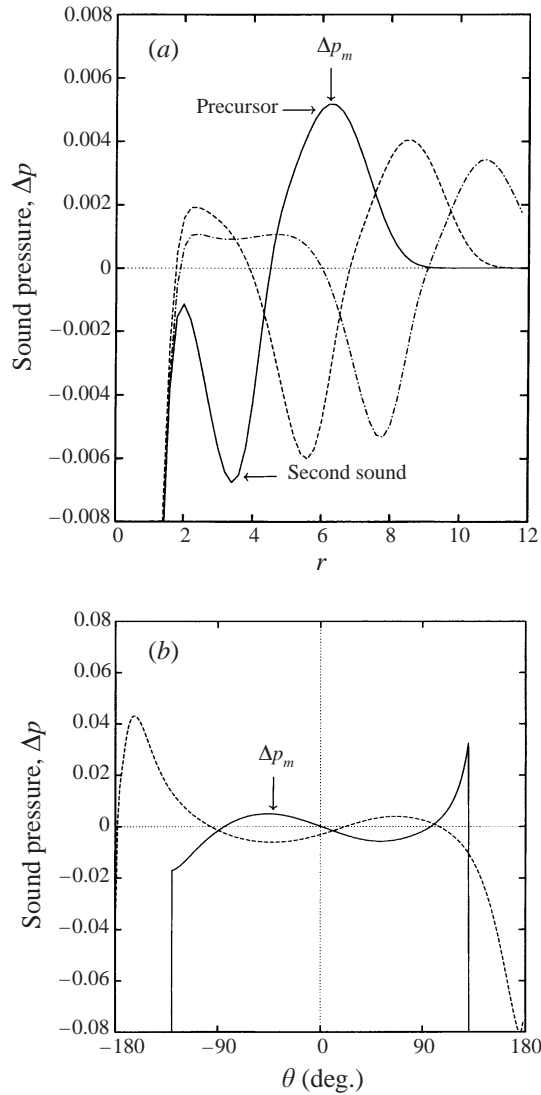 0.008
(a)
Δpₘ
0.006
Precursor
0.004
0.002
0
−0.002
−0.004
−0.006
Second sound
−0.008
Sound pressure, Δp
0 2 4 6 8 10 12
r
0.08
(b)
0.06
0.04
Δpₘ
0.02
0
−0.02
−0.04
−0.06
−0.08
Sound pressure, Δp
−180 −90 0 90 180
θ (deg.)